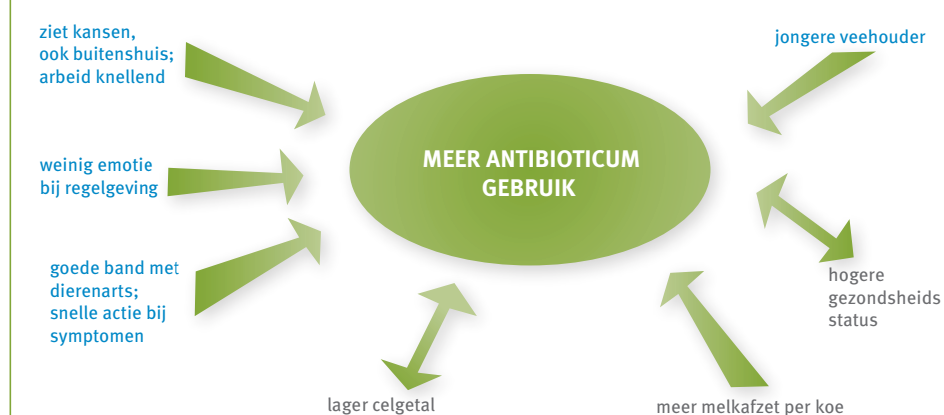 ziet kansen,
ook buitenshuis;
arbeid knellend
jongere veehouder
MEER ANTIBIOTICUM
GEBRUIK
weinig emotie
bij regelgeving
goede band met
dierenarts;
snelle actie bij
symptomen
hogere
gezondsheids
status
lager celgetal
meer melkafzet per koe